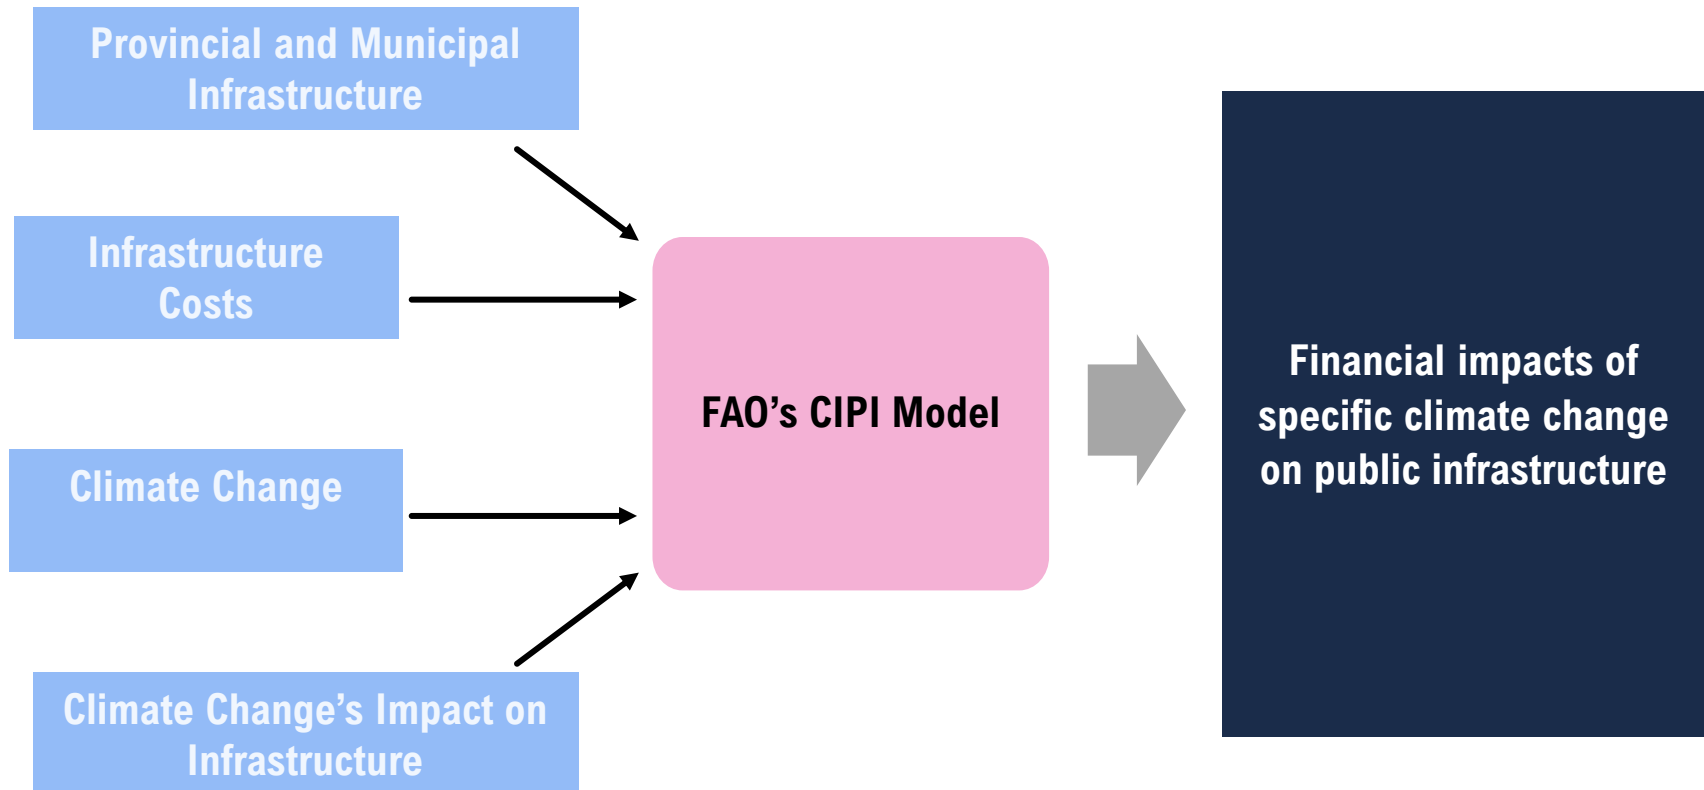 Provincial and Municipal
Infrastructure
Infrastructure
Costs
Climate Change
Climate Change’s Impact on
Infrastructure
FAO’s CIPI Model
Financial impacts of
specific climate change
on public infrastructure